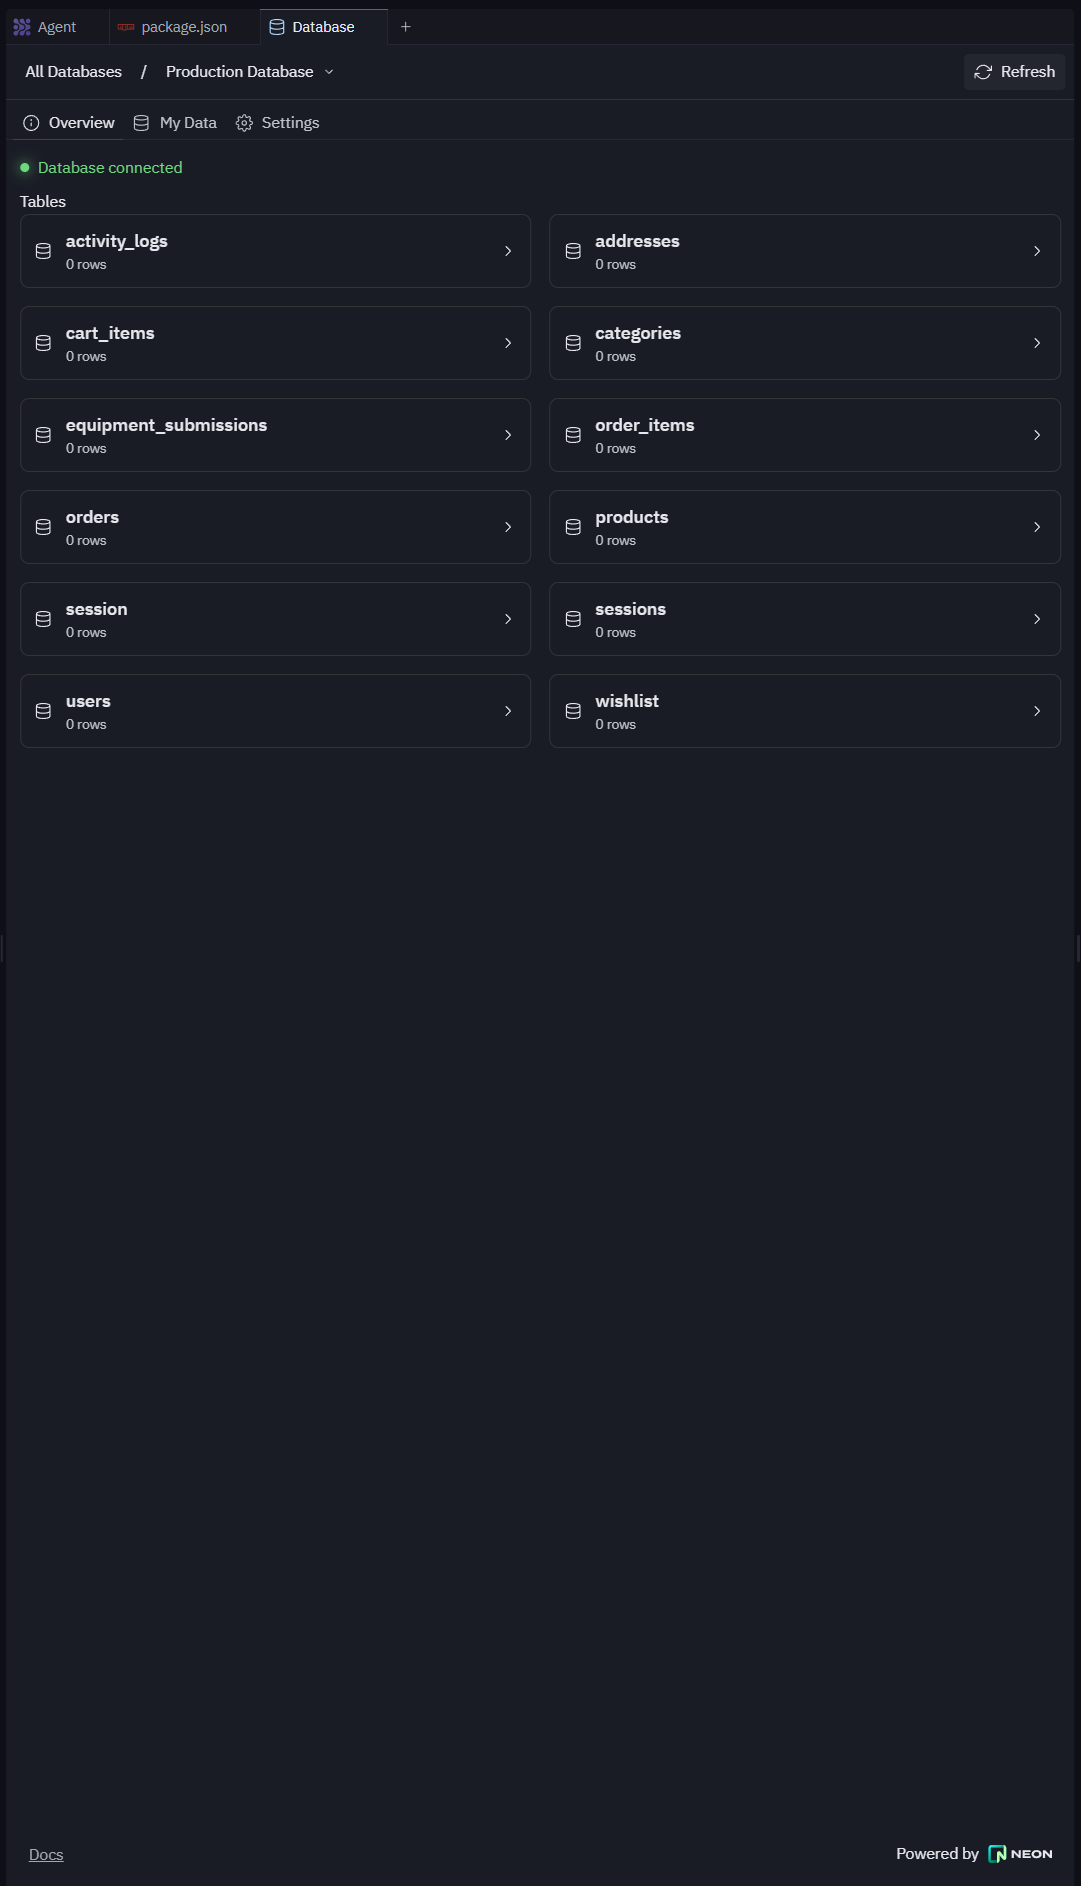 Agent
package.json
Database
All Databases / Production Database
Refresh
Overview
My Data
Settings
Database connected
Tables
activity_logs
0 rows
addresses
0 rows
cart_items
0 rows
categories
0 rows
equipment_submissions
0 rows
order_items
0 rows
orders
0 rows
products
0 rows
session
0 rows
sessions
0 rows
users
0 rows
wishlist
0 rows
Docs
Powered by NEON